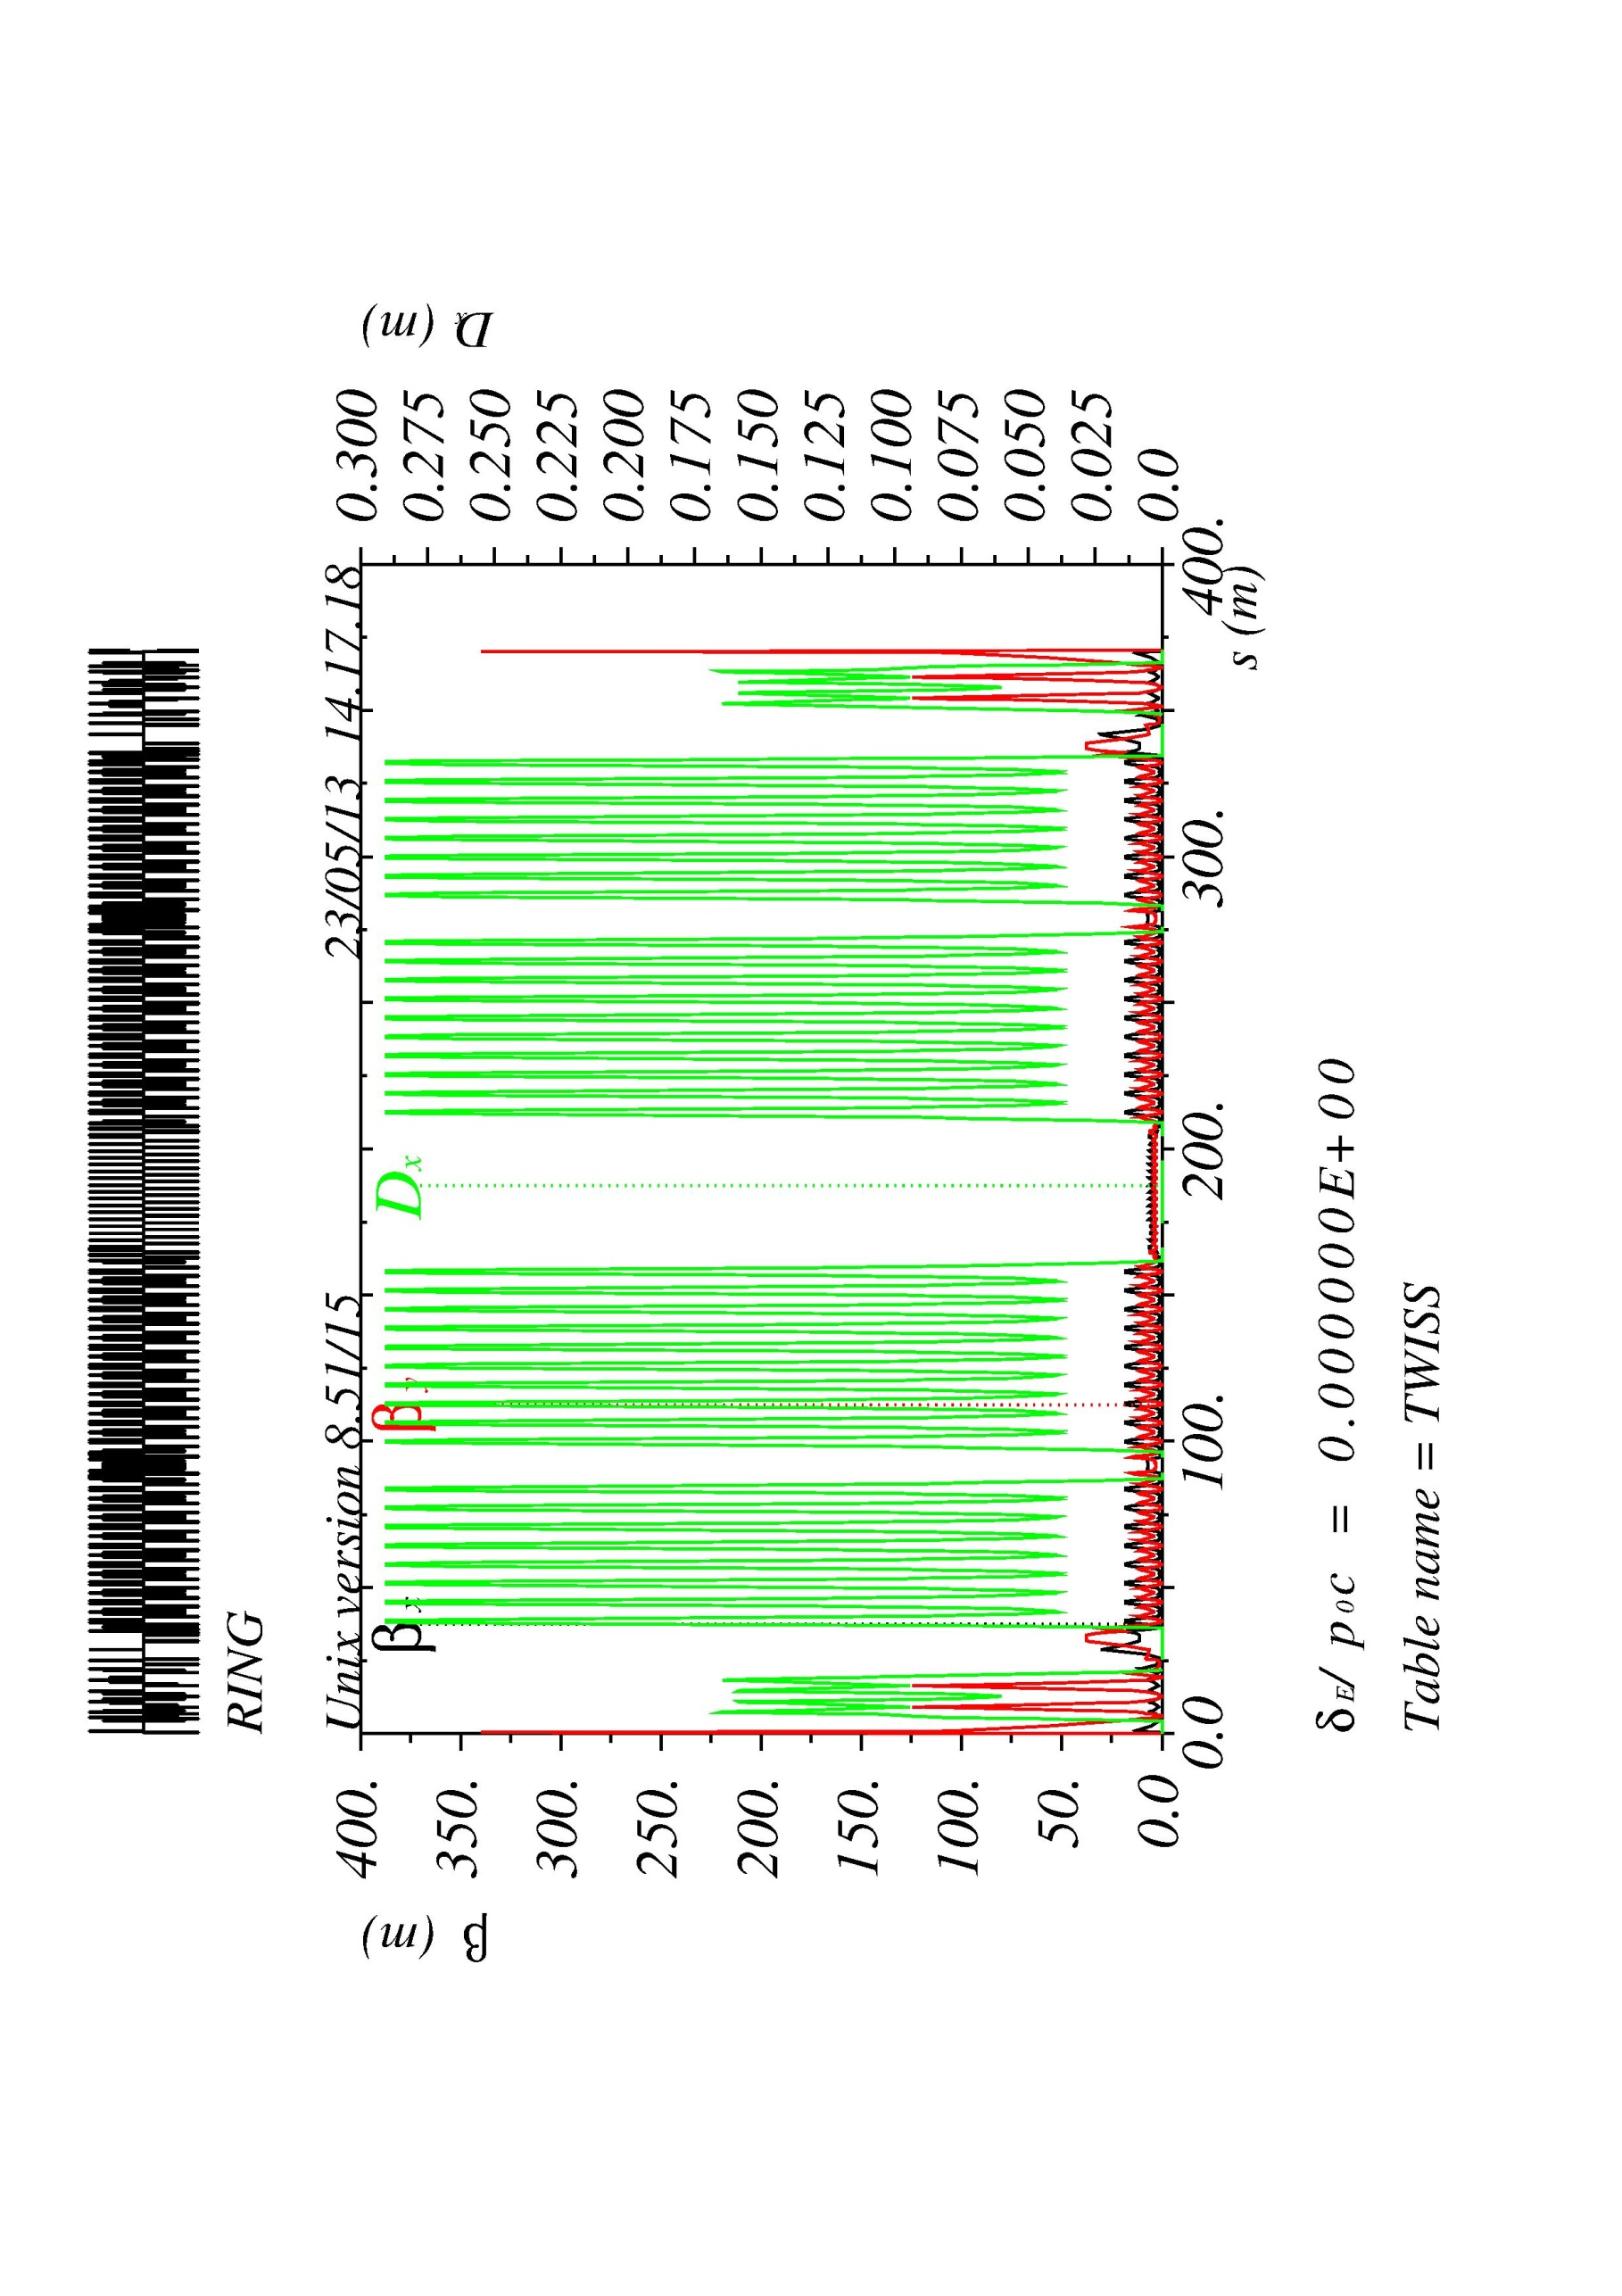 RING
Unix version 8.51/15 23/05/13 14.17.18
β (m)
400.
350.
300.
250.
200.
150.
100.
50.
0.0
βx
βy
Dx
Dx (m)
0.300
0.275
0.250
0.225
0.200
0.175
0.150
0.125
0.100
0.075
0.050
0.025
0.0
0.0 100. 200. 300. 400.
s (m)
δE/ p0c = 0.000000E+00
Table name = TWISS